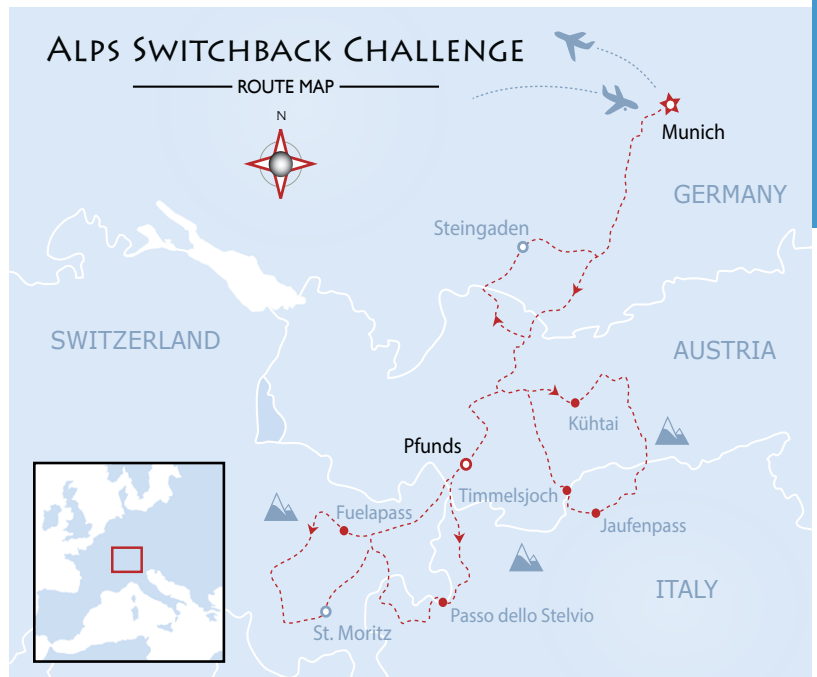 ALPS SWITCHBACK CHALLENGE
ROUTE MAP
N
Munich
GERMANY
Steingaden
SWITZERLAND
AUSTRIA
Kühtai
Pfunds
Timmelsjoch
Fuelapass
Jaufenpass
ITALY
Passo dello Stelvio
St. Moritz